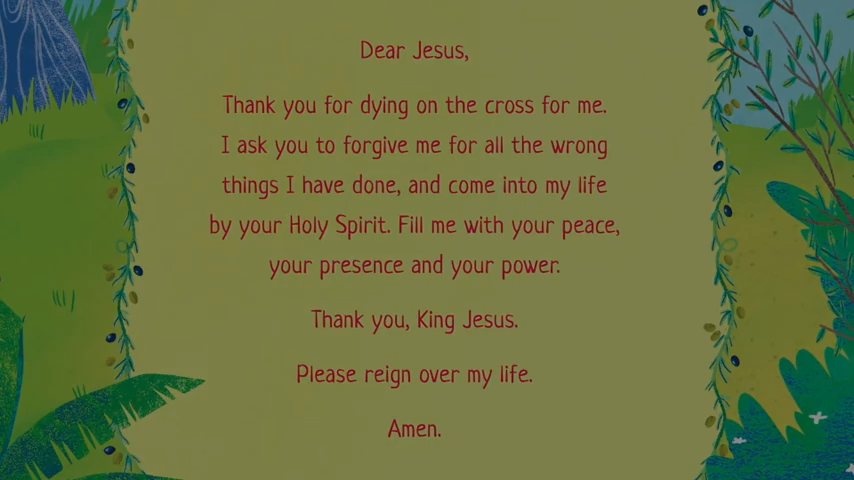 Dear Jesus,
Thank you for dying on the cross for me.
I ask you to forgive me for all the wrong
things I have done, and come into my life
by your Holy Spirit. Fill me with your peace,
your presence and your power.
Thank you, King Jesus.
Please reign over my life.
Amen.